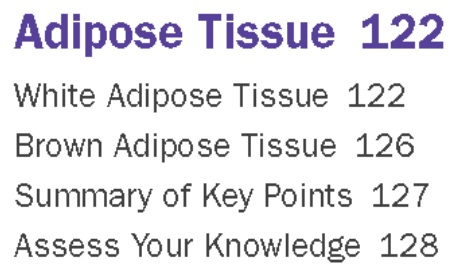 Adipose Tissue 122
White Adipose Tissue 122
Brown Adipose Tissue 126
Summary of Key Points 127
Assess Your Knowledge 128